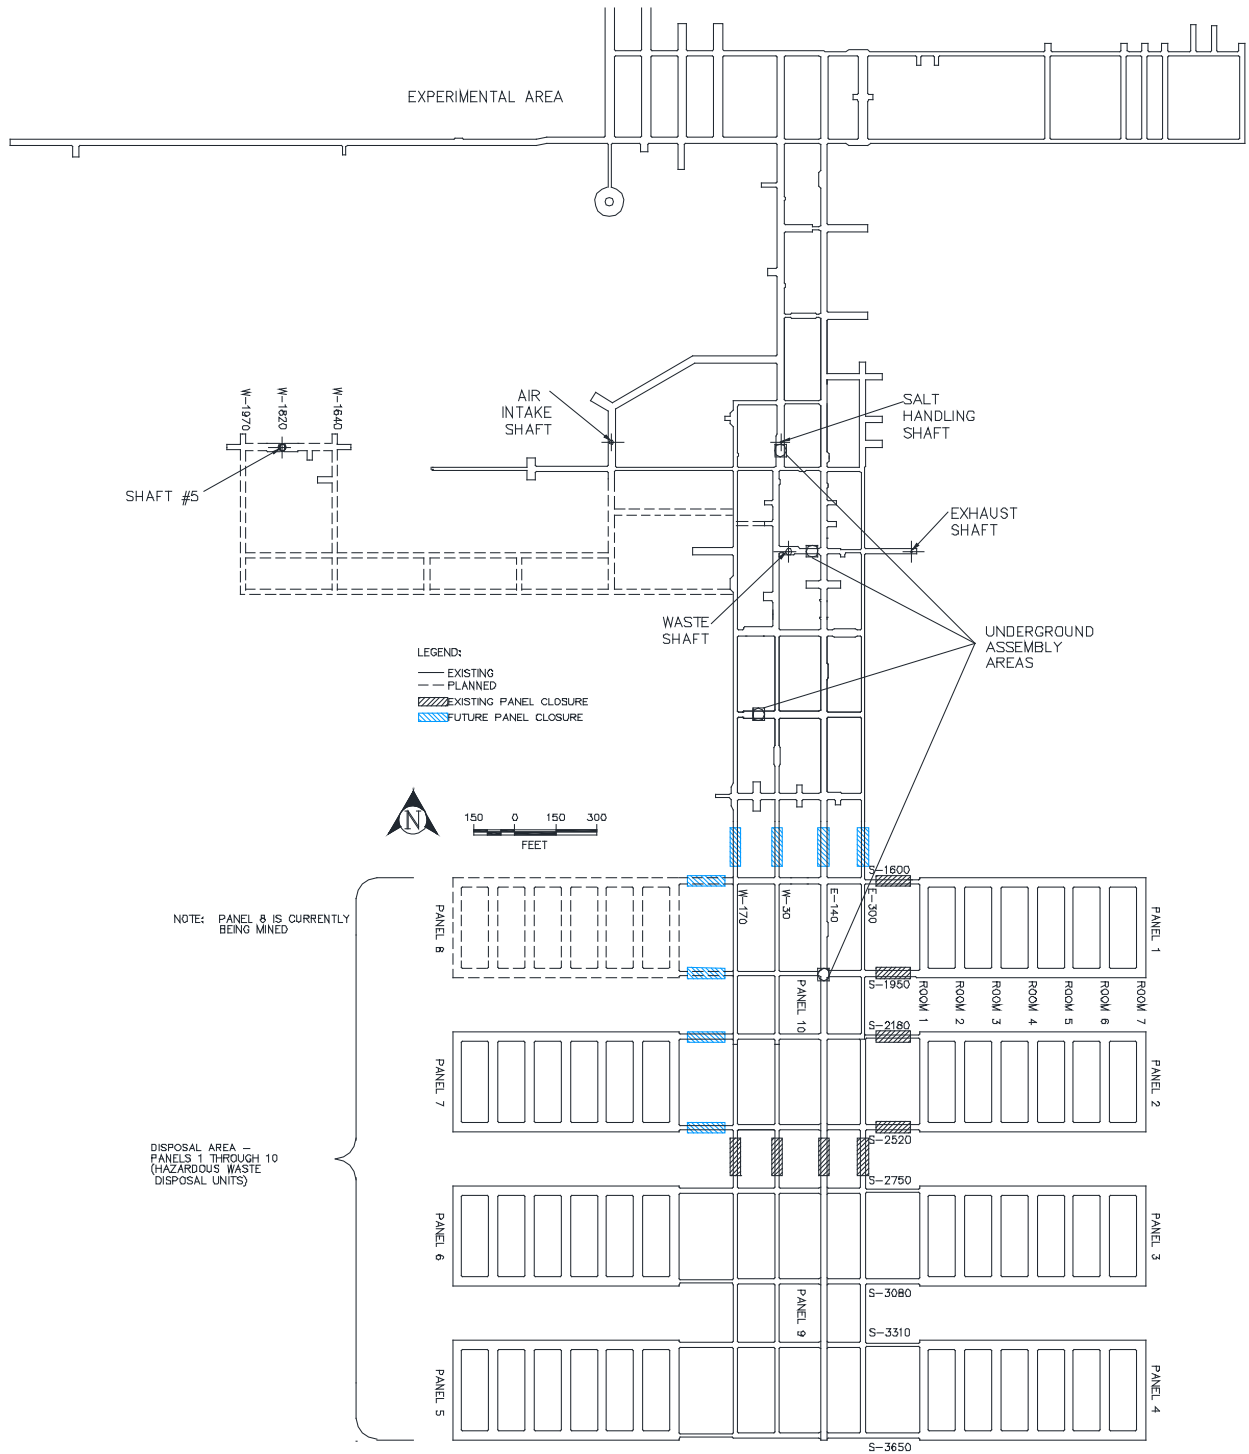 EXPERIMENTAL AREA
W-1970
W-1820
W-1640
AIR
INTAKE
SHAFT
SALT
HANDLING
SHAFT
SHAFT #5
EXHAUST
SHAFT
WASTE
SHAFT
UNDERGROUND
ASSEMBLY
AREAS
LEGEND:
EXISTING
PLANNED
EXISTING PANEL CLOSURE
FUTURE PANEL CLOSURE
N
150 0 150 300
FEET
S-1600
W-170
W-30
E-140
E-300
NOTE: PANEL 8 IS CURRENTLY
BEING MINED
PANEL 8
PANEL 1
S-1950
PANEL 10
ROOM 1
ROOM 2
ROOM 3
ROOM 4
ROOM 5
ROOM 6
ROOM 7
S-2180
PANEL 7
PANEL 2
S-2520
DISPOSAL AREA –
PANELS 1 THROUGH 10
(HAZARDOUS WASTE
DISPOSAL UNITS)
S-2750
PANEL 6
PANEL 3
S-3080
PANEL 9
S-3310
PANEL 5
PANEL 4
S-3650